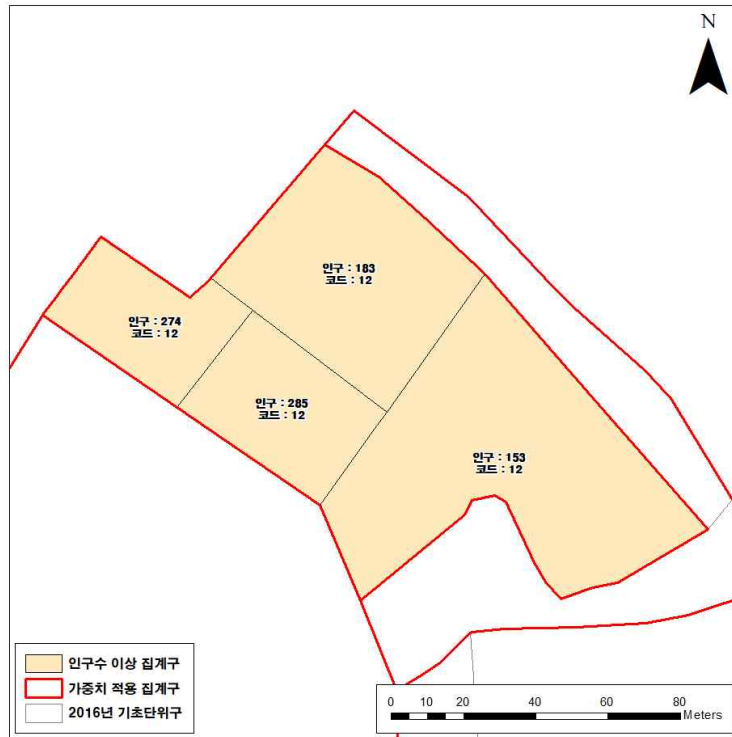 N
인구 : 183
코드 : 12
인구 : 274
코드 : 12
인구 : 285
코드 : 12
인구 : 153
코드 : 12
인구수 이상 집계구
가중치 적용 집계구
2016년 기초단위구
0 10 20 40 60 80
Meters